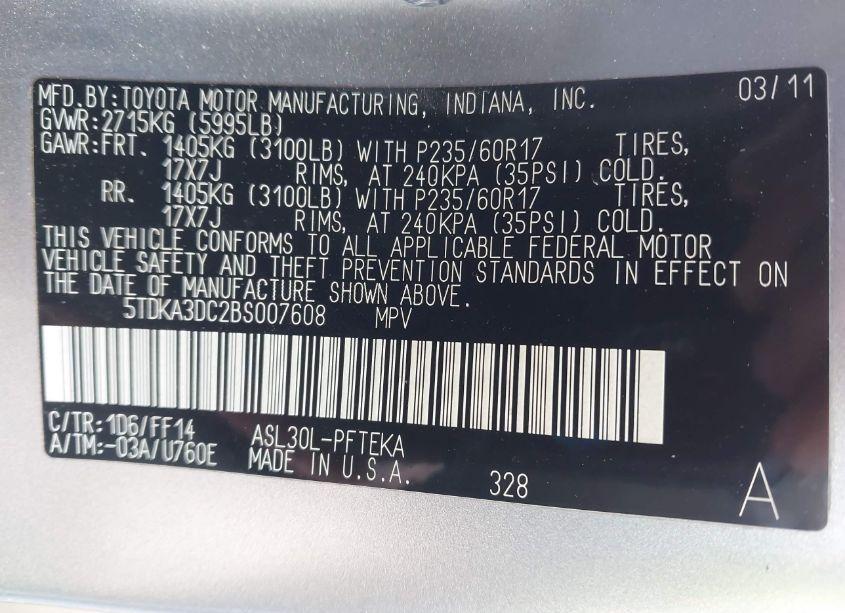 MFD.BY:TOYOTA MOTOR MANUFACTURING, INDIANA, INC. 03/11
GVWR:2715KG (5995LB)
GAWR:FRT. 1405KG (3100LB) WITH P235/60R17 TIRES,
17X7J RIMS, AT 240KPA (35PSI) COLD.
RR. 1405KG (3100LB) WITH P235/60R17 TIRES,
17X7J RIMS, AT 240KPA (35PSI) COLD.
THIS VEHICLE CONFORMS TO ALL APPLICABLE FEDERAL MOTOR
VEHICLE SAFETY AND THEFT PREVENTION STANDARDS IN EFFECT ON
THE DATE OF MANUFACTURE SHOWN ABOVE.
5TDKA3DC2BS007608 MPV
C/TR:1D6/FF14 ASL30L-PFTEKA
A/TM:-03A/U760E MADE IN U.S.A.
328 A